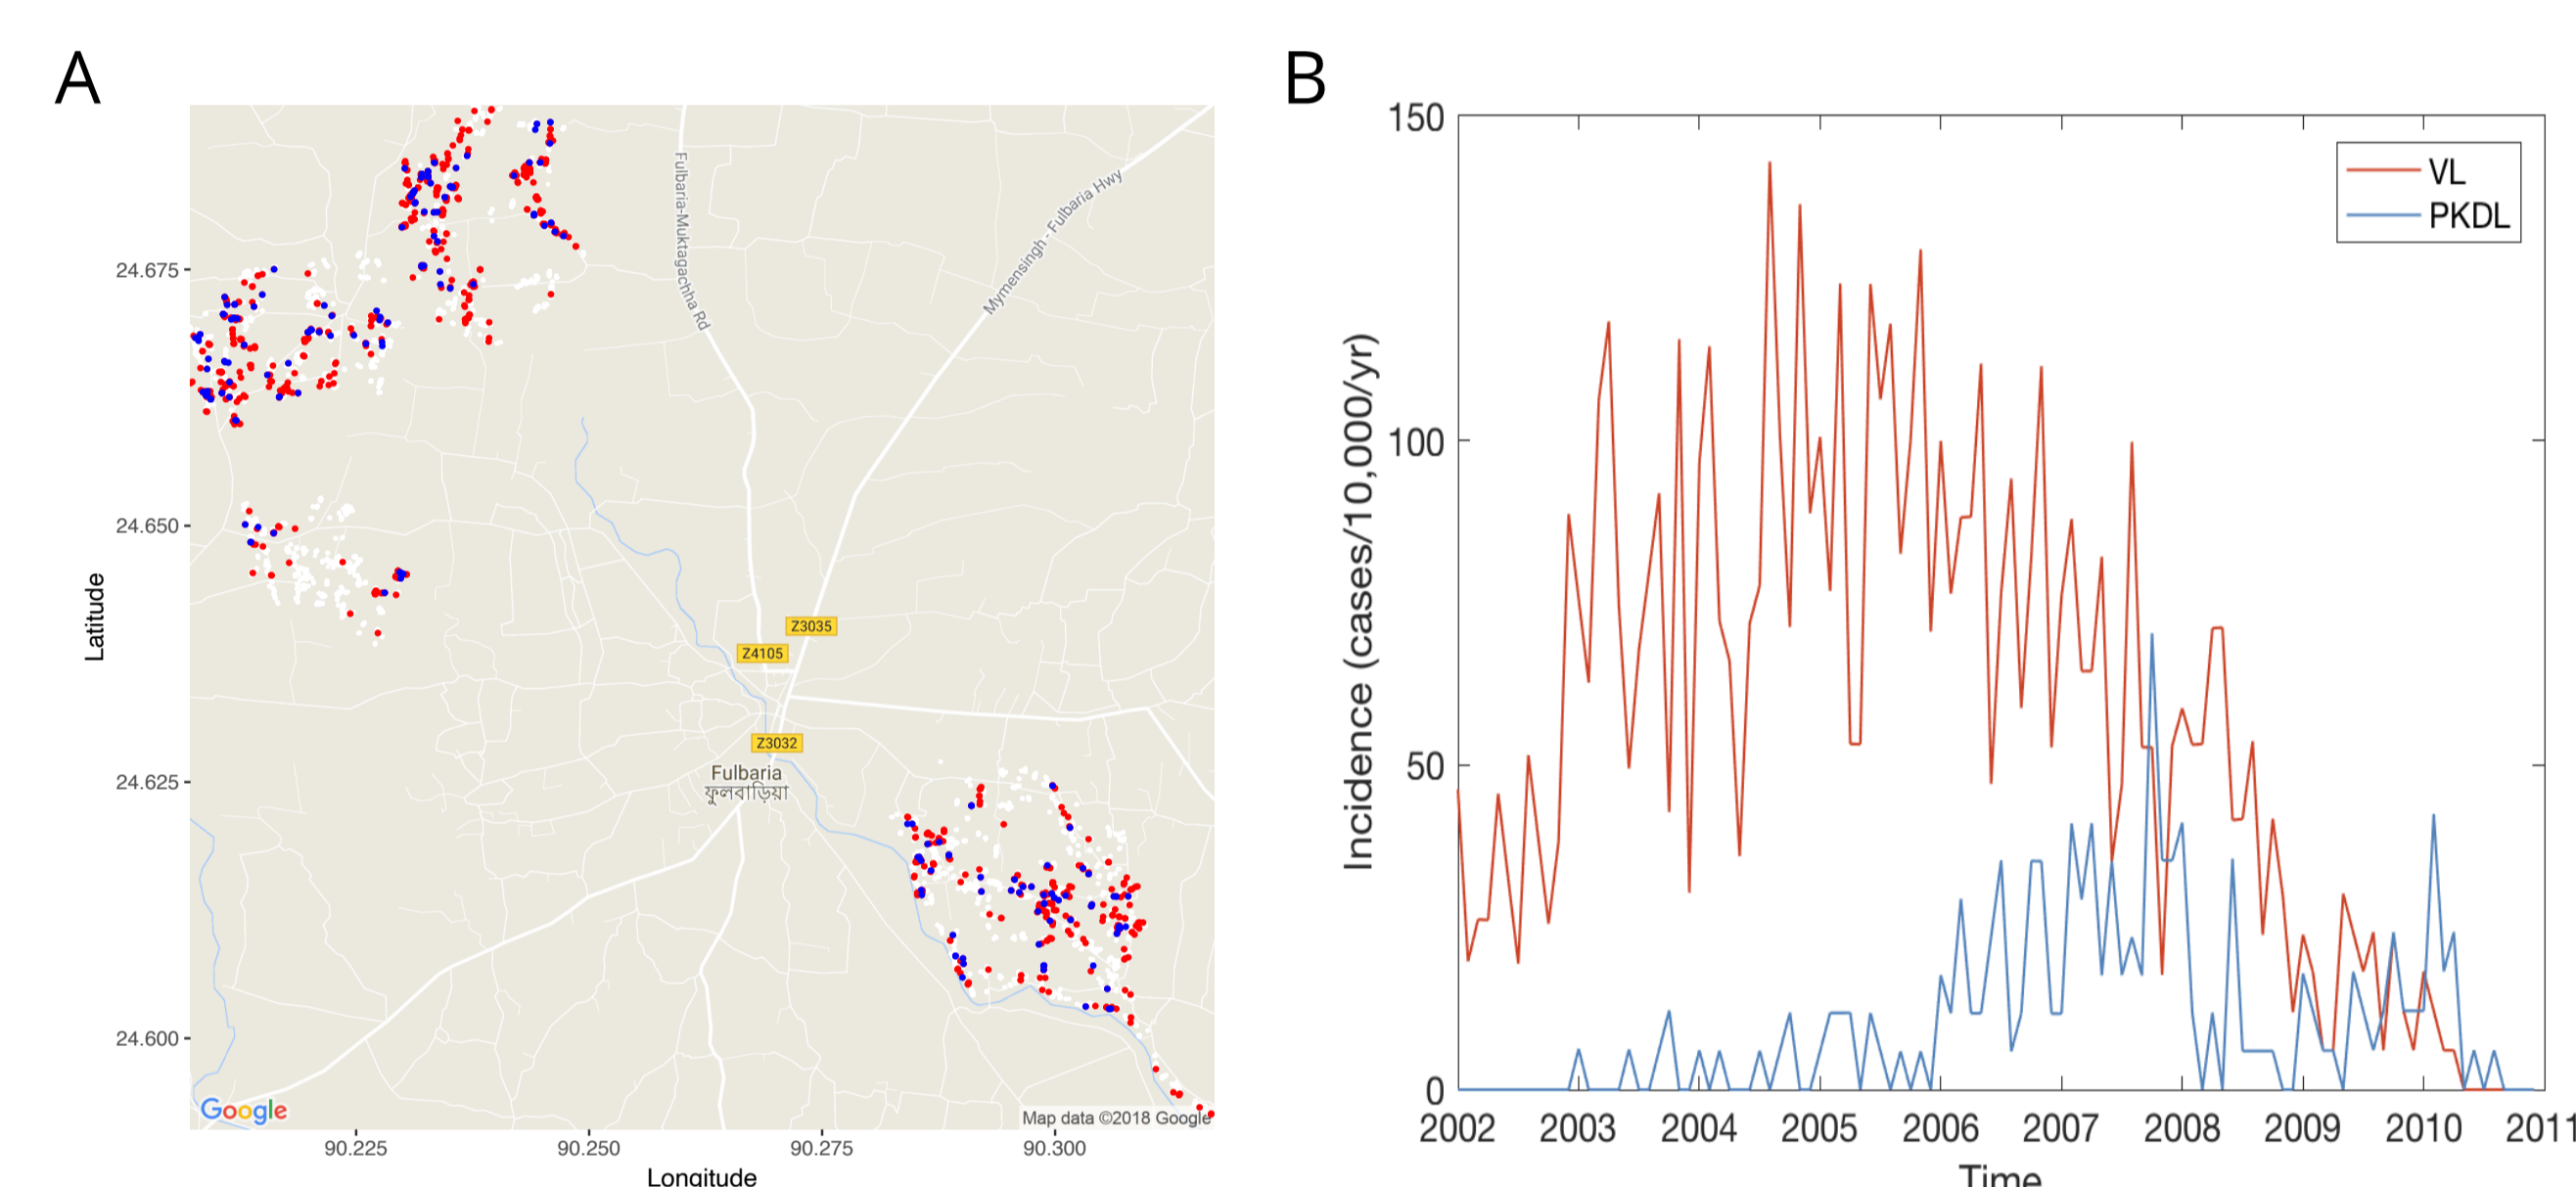 A
24.675
24.650
24.625
24.600
Latitude
90.225
90.250
90.275
90.300
Longitude
Fulbaria-Muktagachha Rd
Mymensingh - Fulbaria Hwy
Z3035
Z4105
Z3032
Fulbaria
ফুলবাড়িয়া
Google
Map data ©2018 Google
B
150
100
50
0
Incidence (cases/10,000/yr)
VL
PKDL
2002
2003
2004
2005
2006
2007
2008
2009
2010
2011
Time